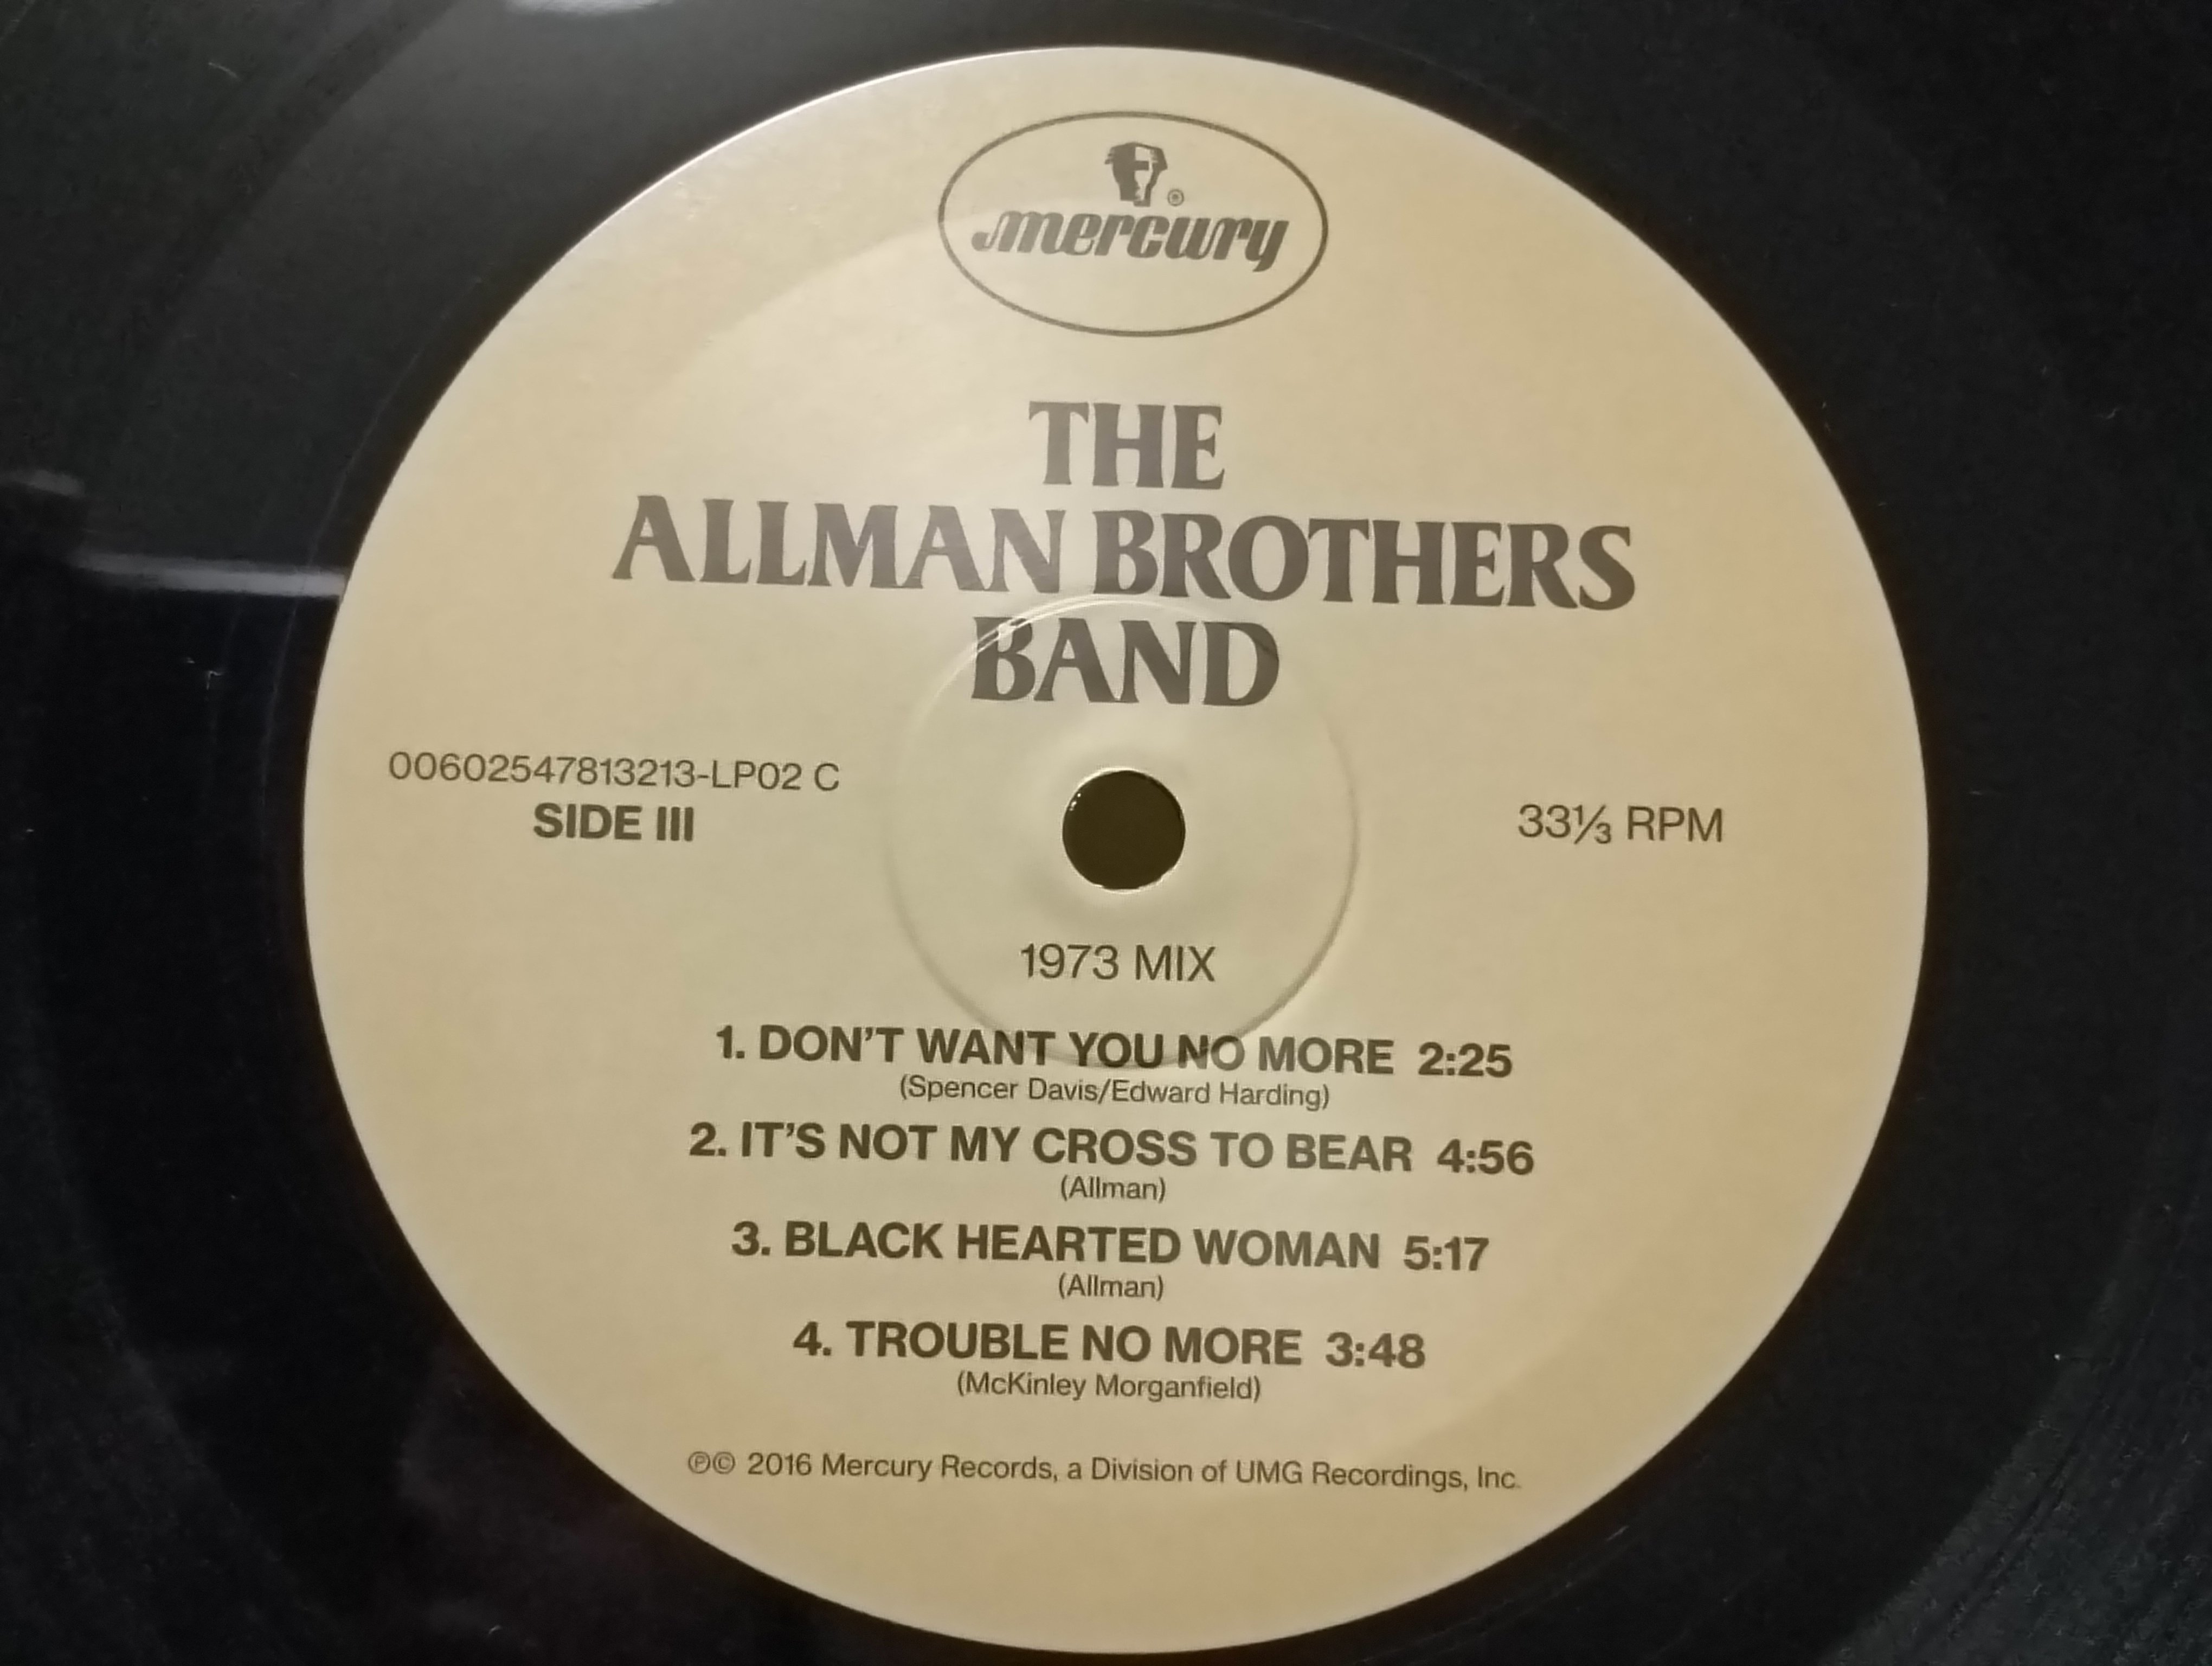 mercury®
THE
ALLMAN BROTHERS
BAND
00602547813213-LP02 C
SIDE III
33⅓ RPM
1973 MIX
1. DON'T WANT YOU NO MORE 2:25
(Spencer Davis/Edward Harding)
2. IT'S NOT MY CROSS TO BEAR 4:56
(Allman)
3. BLACK HEARTED WOMAN 5:17
(Allman)
4. TROUBLE NO MORE 3:48
(McKinley Morganfield)
℗© 2016 Mercury Records, a Division of UMG Recordings, Inc.